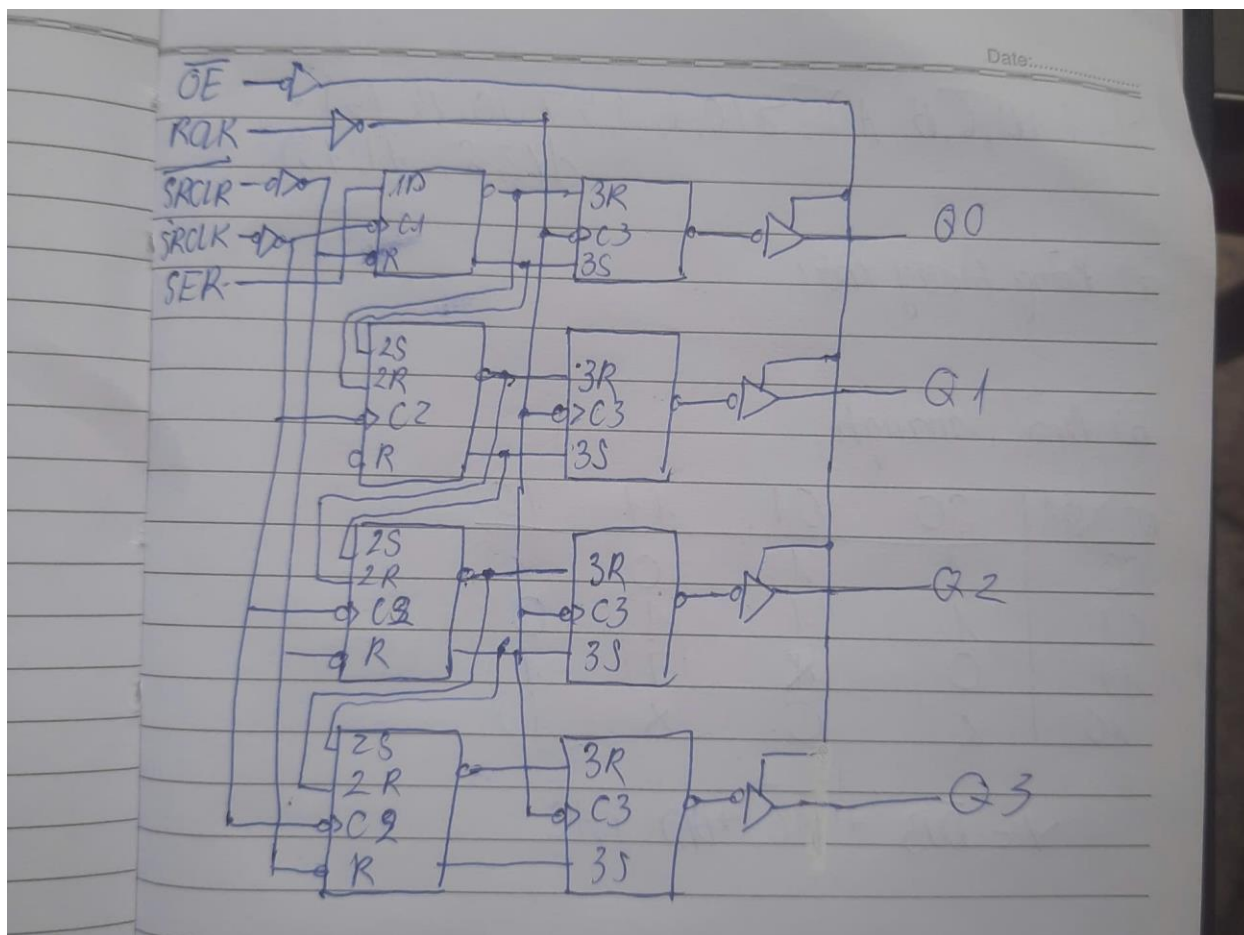 Date:
OE
RCLK
SRCLR
SRCLK
SER
1D
C1
R
3R
C3
3S
Q0
2S
2R
C2
R
3R
C3
3S
Q1
2S
2R
C2
R
3R
C3
3S
Q2
2S
2R
C2
R
3R
C3
3S
Q3